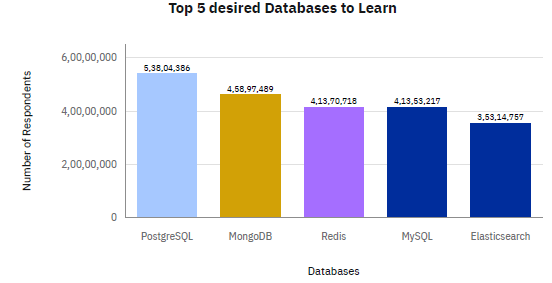 Top 5 desired Databases to Learn
Number of Respondents
6,00,00,000
4,00,00,000
2,00,00,000
0
5,38,04,386
4,58,97,489
4,13,70,718
4,13,53,217
3,53,14,757
PostgreSQL
MongoDB
Redis
MySQL
Elasticsearch
Databases